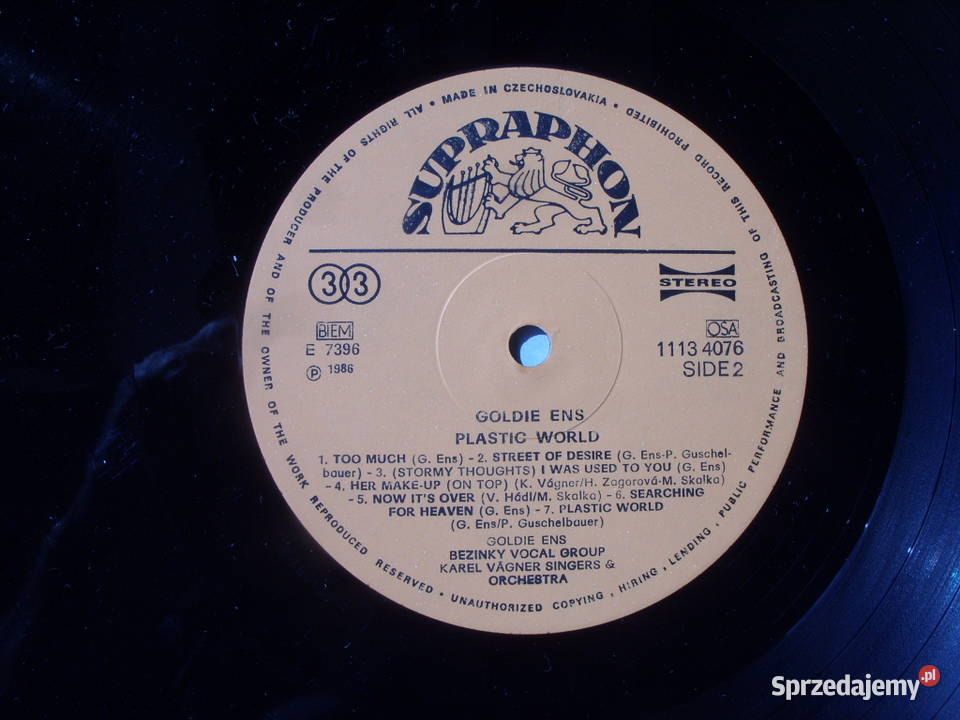 ALL RIGHTS OF THE PRODUCER AND OF THE OWNER OF THE WORK REPRODUCED RESERVED • UNAUTHORIZED COPYING, HIRING, LENDING, PUBLIC PERFORMANCE AND BROADCASTING OF THIS RECORD PROHIBITED • MADE IN CZECHOSLOVAKIA •
SUPRAPHON
33
STEREO
BIEM
OSA
E 7396
1113 4076
Ⓟ 1986
SIDE 2
GOLDIE ENS
PLASTIC WORLD
1. TOO MUCH (G. Ens) - 2. STREET OF DESIRE (G. Ens-P. Guschel-
bauer) - 3. (STORMY THOUGHTS) I WAS USED TO YOU (G. Ens)
- 4. HER MAKE-UP (ON TOP) (K. Vágner/H. Zagorová-M. Skalka)
- 5. NOW IT'S OVER (V. Hádl/M. Skalka) - 6. SEARCHING
FOR HEAVEN (G. Ens) - 7. PLASTIC WORLD
(G. Ens/P. Guschelbauer)
GOLDIE ENS
BEZINKY VOCAL GROUP
KAREL VÁGNER SINGERS &
ORCHESTRA
Sprzedajemy.pl